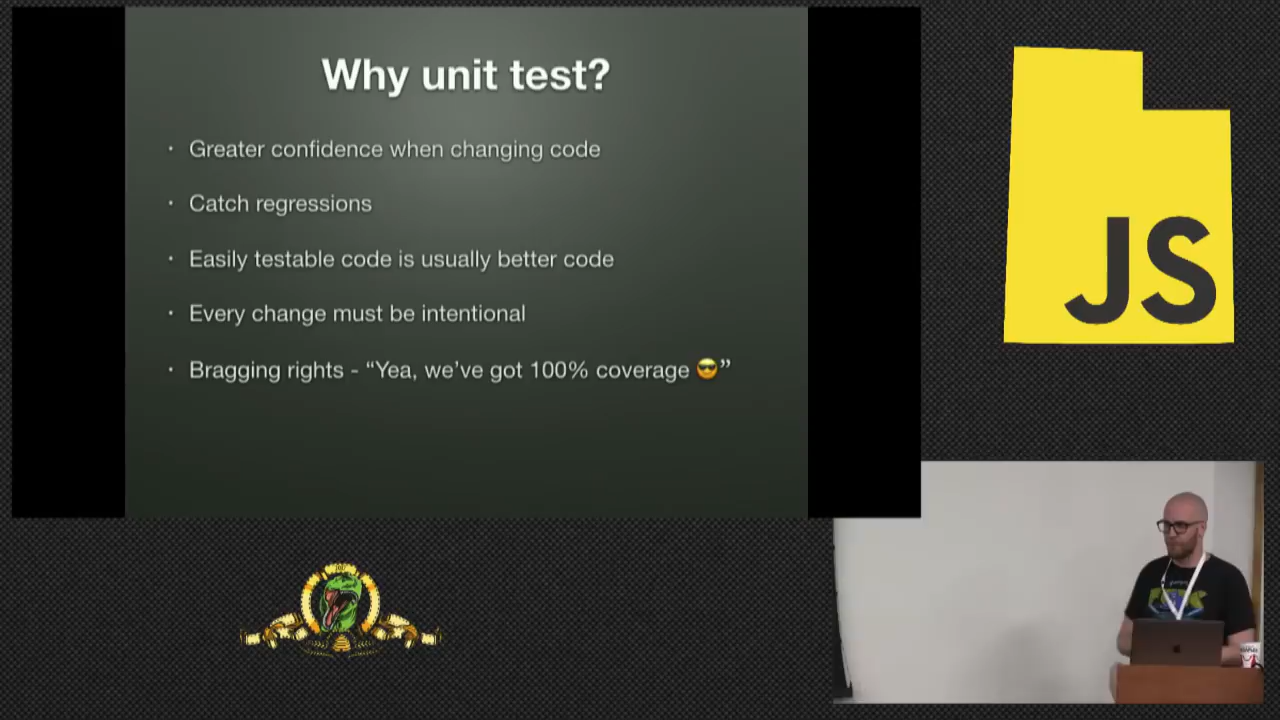 Why unit test?
• Greater confidence when changing code
• Catch regressions
• Easily testable code is usually better code
• Every change must be intentional
• Bragging rights - “Yea, we’ve got 100% coverage 😎”
JS